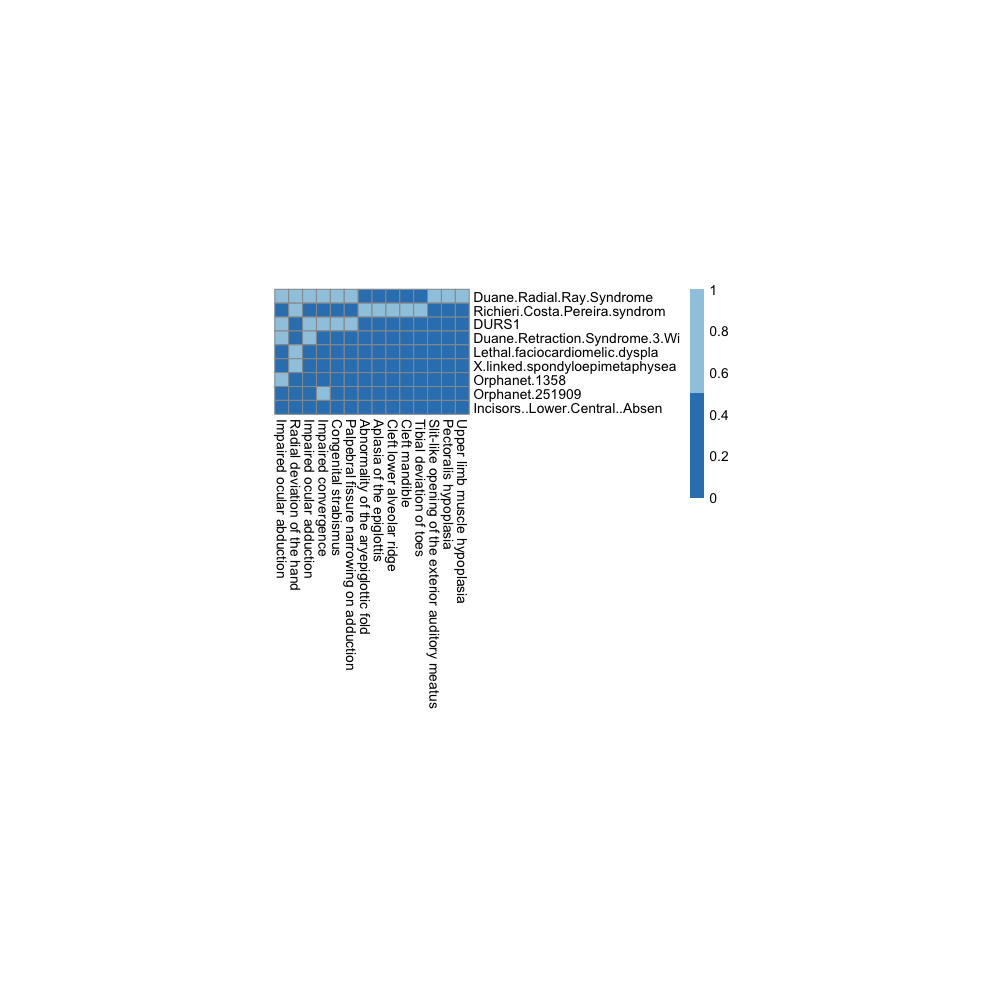 Duane.Radial.Ray.Syndrome
Richieri.Costa.Pereira.syndrom
DURS1
Duane.Retraction.Syndrome.3.Wi
Lethal.faciocardiomelic.dyspla
X.linked.spondyloepimetaphysea
Orphanet.1358
Orphanet.251909
Incisors..Lower.Central..Absen
1
0.8
0.6
0.4
0.2
0
Impaired ocular abduction
Radial deviation of the hand
Impaired ocular adduction
Impaired convergence
Congenital strabismus
Palpebral fissure narrowing on adduction
Abnormality of the aryepiglottic fold
Aplasia of the epiglottis
Cleft lower alveolar ridge
Cleft mandible
Tibial deviation of toes
Slit-like opening of the exterior auditory meatus
Pectoralis hypoplasia
Upper limb muscle hypoplasia